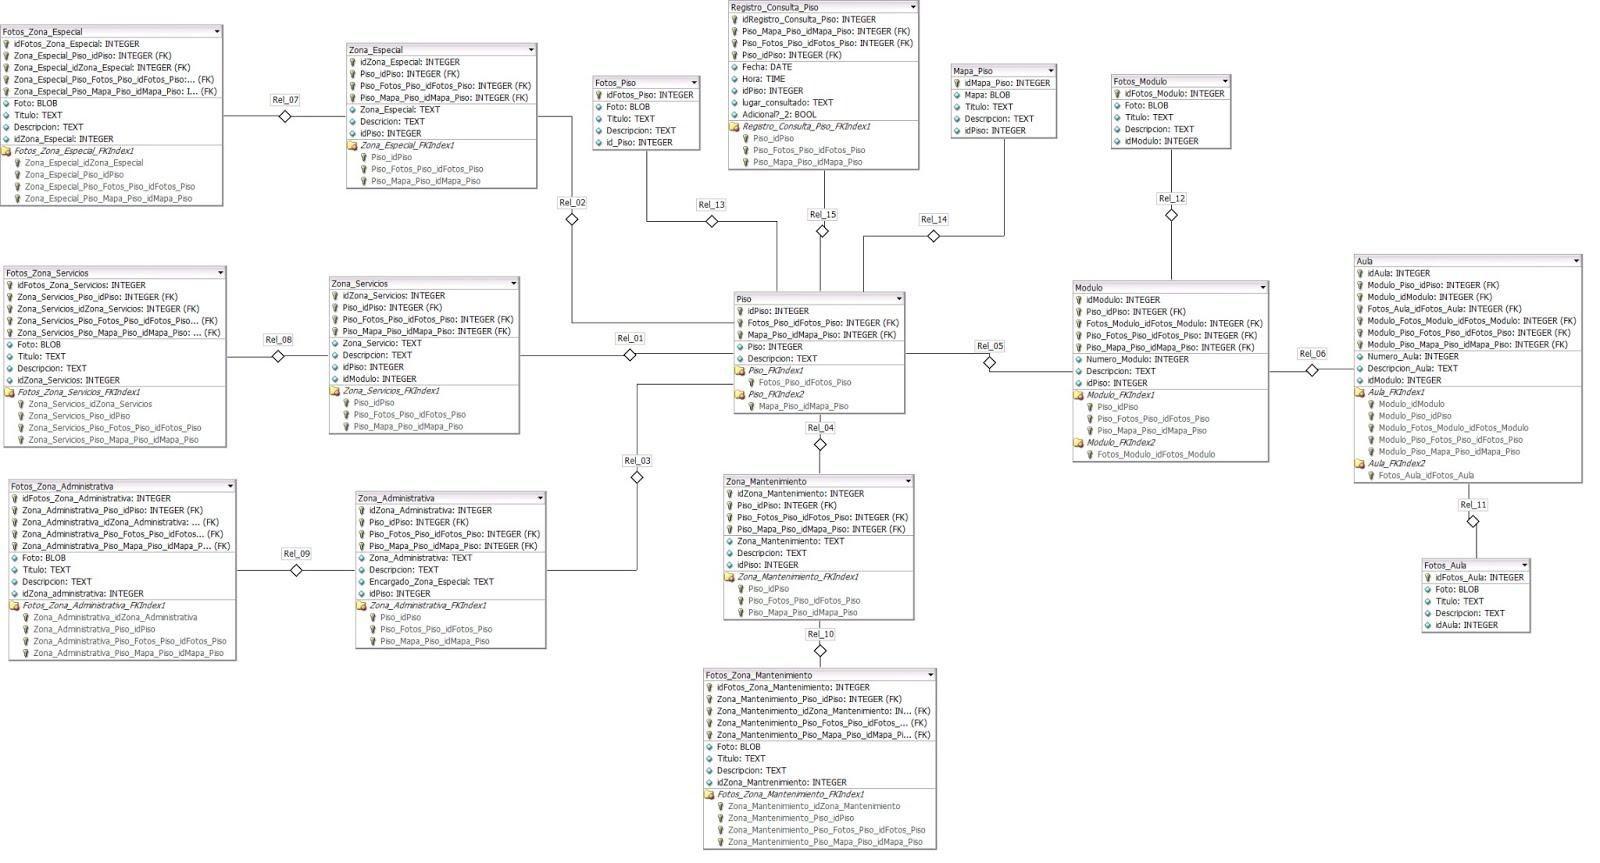 Fotos_Zona_Especial
idFotos_Zona_Especial: INTEGER
Zona_Especial_Piso_idPiso: INTEGER (FK)
Zona_Especial_idZona_Especial: INTEGER (FK)
Zona_Especial_Piso_Fotos_Piso_idFotos_Piso:... (FK)
Zona_Especial_Piso_Mapa_Piso_idMapa_Piso: I... (FK)
Foto: BLOB
Titulo: TEXT
Descripcion: TEXT
idZona_Especial: INTEGER
Fotos_Zona_Especial_FKIndex1
Zona_Especial_idZona_Especial
Zona_Especial_Piso_idPiso
Zona_Especial_Piso_Fotos_Piso_idFotos_Piso
Zona_Especial_Piso_Mapa_Piso_idMapa_Piso
Rel_07
Zona_Especial
idZona_Especial: INTEGER
Piso_idPiso: INTEGER (FK)
Piso_Fotos_Piso_idFotos_Piso: INTEGER (FK)
Piso_Mapa_Piso_idMapa_Piso: INTEGER (FK)
Zona_Especial: TEXT
Descricion: TEXT
idPiso: INTEGER
Zona_Especial_FKIndex1
Piso_idPiso
Piso_Fotos_Piso_idFotos_Piso
Piso_Mapa_Piso_idMapa_Piso
Rel_02
Fotos_Piso
idFotos_Piso: INTEGER
Foto: BLOB
Titulo: TEXT
Descripcion: TEXT
id_Piso: INTEGER
Rel_13
Registro_Consulta_Piso
idRegistro_Consulta_Piso: INTEGER
Piso_Mapa_Piso_idMapa_Piso: INTEGER (FK)
Piso_Fotos_Piso_idFotos_Piso: INTEGER (FK)
Piso_idPiso: INTEGER (FK)
Fecha: DATE
Hora: TIME
idPiso: INTEGER
lugar_consultado: TEXT
Adicional?_2: BOOL
Registro_Consulta_Piso_FKIndex1
Piso_idPiso
Piso_Fotos_Piso_idFotos_Piso
Piso_Mapa_Piso_idMapa_Piso
Rel_15
Mapa_Piso
idMapa_Piso: INTEGER
Mapa: BLOB
Titulo: TEXT
Descripcion: TEXT
idPiso: INTEGER
Rel_14
Fotos_Modulo
idFotos_Modulo: INTEGER
Foto: BLOB
Titulo: TEXT
Descripcion: TEXT
idModulo: INTEGER
Rel_12
Fotos_Zona_Servicios
idFotos_Zona_Servicios: INTEGER
Zona_Servicios_Piso_idPiso: INTEGER (FK)
Zona_Servicios_idZona_Servicios: INTEGER (FK)
Zona_Servicios_Piso_Fotos_Piso_idFotos_Piso... (FK)
Zona_Servicios_Piso_Mapa_Piso_idMapa_Piso: ... (FK)
Foto: BLOB
Titulo: TEXT
Descripcion: TEXT
idZona_Servicios: INTEGER
Fotos_Zona_Servicios_FKIndex1
Zona_Servicios_idZona_Servicios
Zona_Servicios_Piso_idPiso
Zona_Servicios_Piso_Fotos_Piso_idFotos_Piso
Zona_Servicios_Piso_Mapa_Piso_idMapa_Piso
Rel_08
Zona_Servicios
idZona_Servicios: INTEGER
Piso_idPiso: INTEGER (FK)
Piso_Fotos_Piso_idFotos_Piso: INTEGER (FK)
Piso_Mapa_Piso_idMapa_Piso: INTEGER (FK)
Zona_Servicio: TEXT
Descripcion: TEXT
idPiso: INTEGER
idModulo: INTEGER
Zona_Servicios_FKIndex1
Piso_idPiso
Piso_Fotos_Piso_idFotos_Piso
Piso_Mapa_Piso_idMapa_Piso
Rel_01
Piso
idPiso: INTEGER
Fotos_Piso_idFotos_Piso: INTEGER (FK)
Mapa_Piso_idMapa_Piso: INTEGER (FK)
Piso: INTEGER
Descripcion: TEXT
Piso_FKIndex1
Fotos_Piso_idFotos_Piso
Piso_FKIndex2
Mapa_Piso_idMapa_Piso
Rel_05
Modulo
idModulo: INTEGER
Piso_idPiso: INTEGER (FK)
Fotos_Modulo_idFotos_Modulo: INTEGER (FK)
Piso_Fotos_Piso_idFotos_Piso: INTEGER (FK)
Piso_Mapa_Piso_idMapa_Piso: INTEGER (FK)
Numero_Modulo: INTEGER
Descripcion: TEXT
idPiso: INTEGER
Modulo_FKIndex1
Piso_idPiso
Piso_Fotos_Piso_idFotos_Piso
Piso_Mapa_Piso_idMapa_Piso
Modulo_FKIndex2
Fotos_Modulo_idFotos_Modulo
Rel_06
Aula
idAula: INTEGER
Modulo_Piso_idPiso: INTEGER (FK)
Modulo_idModulo: INTEGER (FK)
Fotos_Aula_idFotos_Aula: INTEGER (FK)
Modulo_Fotos_Modulo_idFotos_Modulo: INTEGER (FK)
Modulo_Piso_Fotos_Piso_idFotos_Piso: INTEGER (FK)
Modulo_Piso_Mapa_Piso_idMapa_Piso: INTEGER (FK)
Numero_Aula: INTEGER
Descripcion_Aula: TEXT
idModulo: INTEGER
Aula_FKIndex1
Modulo_idModulo
Modulo_Piso_idPiso
Modulo_Fotos_Modulo_idFotos_Modulo
Modulo_Piso_Fotos_Piso_idFotos_Piso
Modulo_Piso_Mapa_Piso_idMapa_Piso
Aula_FKIndex2
Fotos_Aula_idFotos_Aula
Rel_11
Fotos_Aula
idFotos_Aula: INTEGER
Foto: BLOB
Titulo: TEXT
Descripcion: TEXT
idAula: INTEGER
Fotos_Zona_Administrativa
idFotos_Zona_Administrativa: INTEGER
Zona_Administrativa_Piso_idPiso: INTEGER (FK)
Zona_Administrativa_idZona_Administrativa: ... (FK)
Zona_Administrativa_Piso_Fotos_Piso_idFotos... (FK)
Zona_Administrativa_Piso_Mapa_Piso_idMapa_P... (FK)
Foto: BLOB
Titulo: TEXT
Descripcion: TEXT
idZona_administrativa: INTEGER
Fotos_Zona_Administrativa_FKIndex1
Zona_Administrativa_idZona_Administrativa
Zona_Administrativa_Piso_idPiso
Zona_Administrativa_Piso_Fotos_Piso_idFotos_Piso
Zona_Administrativa_Piso_Mapa_Piso_idMapa_Piso
Rel_09
Zona_Administrativa
idZona_Administrativa: INTEGER
Piso_idPiso: INTEGER (FK)
Piso_Fotos_Piso_idFotos_Piso: INTEGER (FK)
Piso_Mapa_Piso_idMapa_Piso: INTEGER (FK)
Zona_Administrativa: TEXT
Descripcion: TEXT
Encargado_Zona_Especial: TEXT
idPiso: INTEGER
Zona_Administrativa_FKIndex1
Piso_idPiso
Piso_Fotos_Piso_idFotos_Piso
Piso_Mapa_Piso_idMapa_Piso
Rel_03
Rel_04
Zona_Mantenimiento
idZona_Mantenimiento: INTEGER
Piso_idPiso: INTEGER (FK)
Piso_Fotos_Piso_idFotos_Piso: INTEGER (FK)
Piso_Mapa_Piso_idMapa_Piso: INTEGER (FK)
Zona_Mantenimiento: TEXT
Descripcion: TEXT
idPiso: INTEGER
Zona_Mantenimiento_FKIndex1
Piso_idPiso
Piso_Fotos_Piso_idFotos_Piso
Piso_Mapa_Piso_idMapa_Piso
Rel_10
Fotos_Zona_Mantenimiento
idFotos_Zona_Mantenimiento: INTEGER
Zona_Mantenimiento_Piso_idPiso: INTEGER (FK)
Zona_Mantenimiento_idZona_Mantenimiento: IN... (FK)
Zona_Mantenimiento_Piso_Fotos_Piso_idFotos_... (FK)
Zona_Mantenimiento_Piso_Mapa_Piso_idMapa_Pi... (FK)
Foto: BLOB
Titulo: TEXT
Descripcion: TEXT
idZona_Mantrenimiento: INTEGER
Fotos_Zona_Mantenimiento_FKIndex1
Zona_Mantenimiento_idZona_Mantenimiento
Zona_Mantenimiento_Piso_idPiso
Zona_Mantenimiento_Piso_Fotos_Piso_idFotos_Piso
Zona_Mantenimiento_Piso_Mapa_Piso_idMapa_Piso